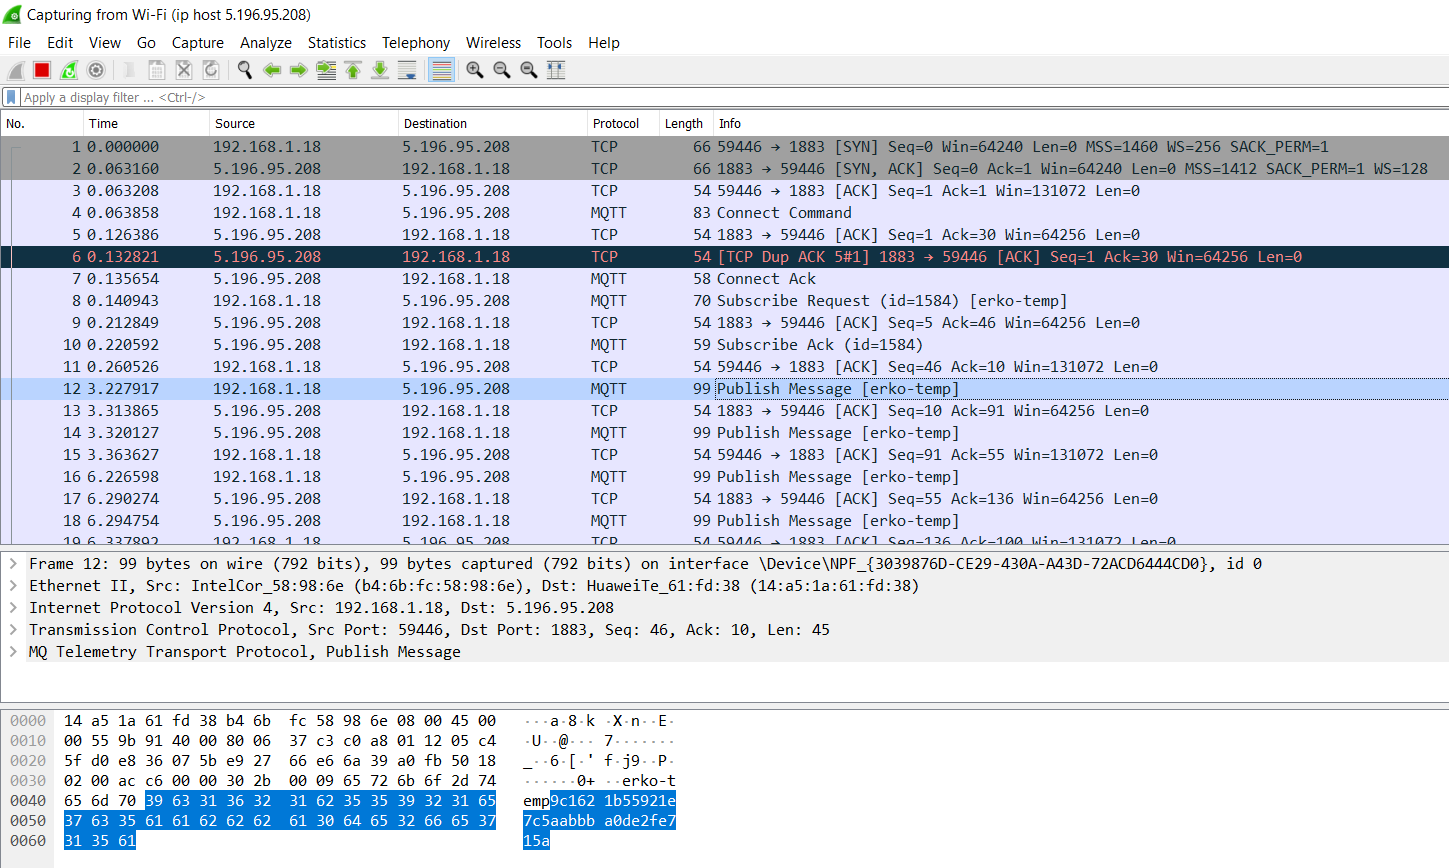 Capturing from Wi-Fi (ip host 5.196.95.208)
File Edit View Go Capture Analyze Statistics Telephony Wireless Tools Help
Apply a display filter ... <Ctrl-/>
No. Time Source Destination Protocol Length Info
1 0.000000 192.168.1.18 5.196.95.208 TCP 66 59446 → 1883 [SYN] Seq=0 Win=64240 Len=0 MSS=1460 WS=256 SACK_PERM=1
2 0.063160 5.196.95.208 192.168.1.18 TCP 66 1883 → 59446 [SYN, ACK] Seq=0 Ack=1 Win=64240 Len=0 MSS=1412 SACK_PERM=1 WS=128
3 0.063208 192.168.1.18 5.196.95.208 TCP 54 59446 → 1883 [ACK] Seq=1 Ack=1 Win=131072 Len=0
4 0.063858 192.168.1.18 5.196.95.208 MQTT 83 Connect Command
5 0.126386 5.196.95.208 192.168.1.18 TCP 54 1883 → 59446 [ACK] Seq=1 Ack=30 Win=64256 Len=0
6 0.132821 5.196.95.208 192.168.1.18 TCP 54 [TCP Dup ACK 5#1] 1883 → 59446 [ACK] Seq=1 Ack=30 Win=64256 Len=0
7 0.135654 5.196.95.208 192.168.1.18 MQTT 58 Connect Ack
8 0.140943 192.168.1.18 5.196.95.208 MQTT 70 Subscribe Request (id=1584) [erko-temp]
9 0.212849 5.196.95.208 192.168.1.18 TCP 54 1883 → 59446 [ACK] Seq=5 Ack=46 Win=64256 Len=0
10 0.220592 5.196.95.208 192.168.1.18 MQTT 59 Subscribe Ack (id=1584)
11 0.260526 192.168.1.18 5.196.95.208 TCP 54 59446 → 1883 [ACK] Seq=46 Ack=10 Win=131072 Len=0
12 3.227917 192.168.1.18 5.196.95.208 MQTT 99 Publish Message [erko-temp]
13 3.313865 5.196.95.208 192.168.1.18 TCP 54 1883 → 59446 [ACK] Seq=10 Ack=91 Win=64256 Len=0
14 3.320127 5.196.95.208 192.168.1.18 MQTT 99 Publish Message [erko-temp]
15 3.363627 192.168.1.18 5.196.95.208 TCP 54 59446 → 1883 [ACK] Seq=91 Ack=55 Win=131072 Len=0
16 6.226598 192.168.1.18 5.196.95.208 MQTT 99 Publish Message [erko-temp]
17 6.290274 5.196.95.208 192.168.1.18 TCP 54 1883 → 59446 [ACK] Seq=55 Ack=136 Win=64256 Len=0
18 6.294754 5.196.95.208 192.168.1.18 MQTT 99 Publish Message [erko-temp]
19 6.337892 192.168.1.18 5.196.95.208 TCP 54 59446 → 1883 [ACK] Seq=136 Ack=100 Win=131072 Len=0
Frame 12: 99 bytes on wire (792 bits), 99 bytes captured (792 bits) on interface \Device\NPF_{3039876D-CE29-430A-A43D-72ACD6444CD0}, id 0
Ethernet II, Src: IntelCor_58:98:6e (b4:6b:fc:58:98:6e), Dst: HuaweiTe_61:fd:38 (14:a5:1a:61:fd:38)
Internet Protocol Version 4, Src: 192.168.1.18, Dst: 5.196.95.208
Transmission Control Protocol, Src Port: 59446, Dst Port: 1883, Seq: 46, Ack: 10, Len: 45
MQ Telemetry Transport Protocol, Publish Message
0000 14 a5 1a 61 fd 38 b4 6b fc 58 98 6e 08 00 45 00 ···a·8·k ·X·n··E·
0010 00 55 9b 91 40 00 80 06 37 c3 c0 a8 01 12 05 c4 ·U··@··· 7·······
0020 5f d0 e8 36 07 5b e9 27 66 e6 6a 39 a0 fb 50 18 _··6·[·' f·j9··P·
0030 02 00 ac c6 00 00 30 2b 00 09 65 72 6b 6f 2d 74 ······0+ ··erko-t
0040 65 6d 70 39 63 31 36 32 31 62 35 35 39 32 31 65 emp9c162 1b55921e
0050 37 63 35 61 61 62 62 62 61 30 64 65 32 66 65 37 7c5aabbb a0de2fe7
0060 31 35 61 15a